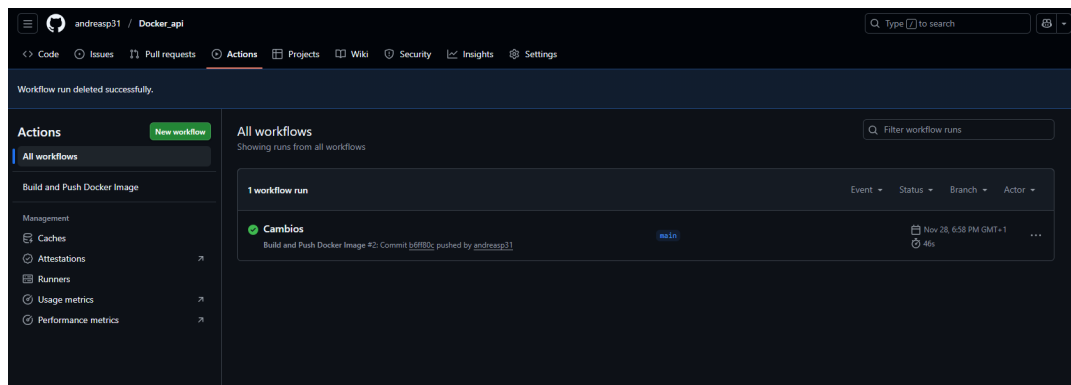 andreasp31 / Docker_api
Type / to search
Code Issues Pull requests Actions Projects Wiki Security Insights Settings
Workflow run deleted successfully.
Actions
New workflow
All workflows
Build and Push Docker Image
Management
Caches
Attestations
Runners
Usage metrics
Performance metrics
All workflows
Showing runs from all workflows
Filter workflow runs
1 workflow run
Event Status Branch Actor
Cambios
Build and Push Docker Image #2: Commit b6ff80c pushed by andreasp31
main
Nov 28, 6:58 PM GMT+1
46s